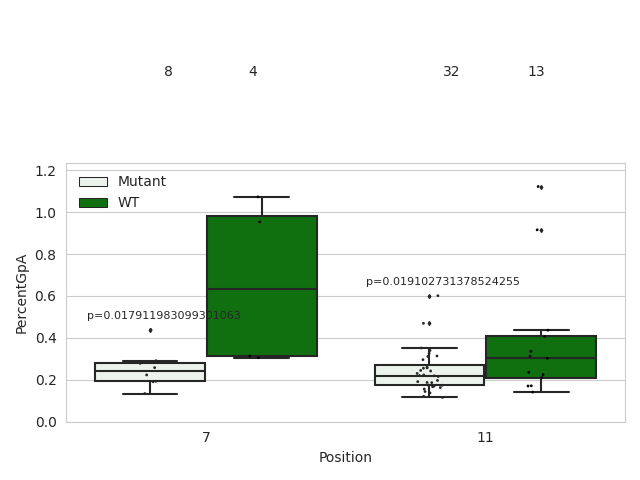 8 4 32 13
1.2
Mutant
WT
1.0
0.8
PercentGpA
0.6
p=0.019102731378524255
p=0.017911983099301063
0.4
0.2
0.0
7 11
Position